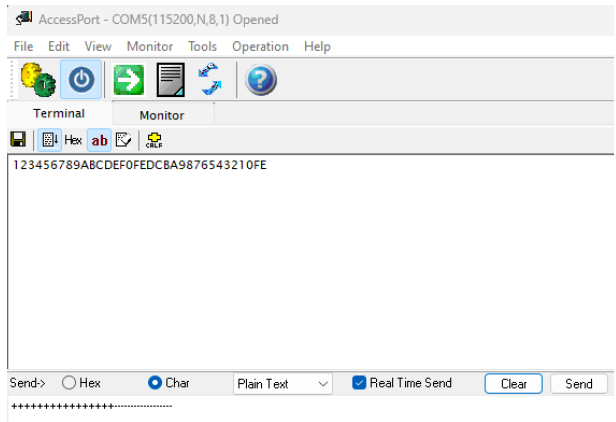 AccessPort - COM5(115200,N,8,1) Opened
File Edit View Monitor Tools Operation Help
Terminal Monitor
Hex ab CRLF
123456789ABCDEF0FEDCBA9876543210FE
Send-> Hex Char Plain Text Real Time Send Clear Send
++++++++++++++++------------------